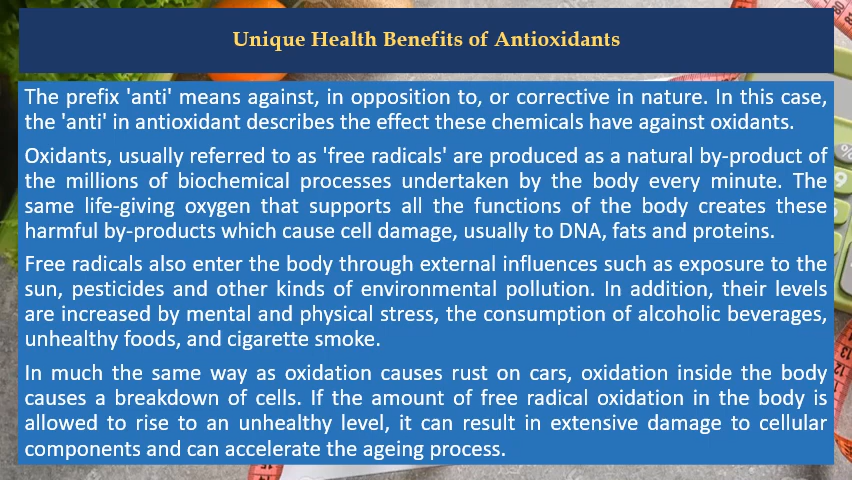 Unique Health Benefits of Antioxidants
The prefix 'anti' means against, in opposition to, or corrective in nature. In this case,
the 'anti' in antioxidant describes the effect these chemicals have against oxidants.
Oxidants, usually referred to as 'free radicals' are produced as a natural by-product of
the millions of biochemical processes undertaken by the body every minute. The
same life-giving oxygen that supports all the functions of the body creates these
harmful by-products which cause cell damage, usually to DNA, fats and proteins.
Free radicals also enter the body through external influences such as exposure to the
sun, pesticides and other kinds of environmental pollution. In addition, their levels
are increased by mental and physical stress, the consumption of alcoholic beverages,
unhealthy foods, and cigarette smoke.
In much the same way as oxidation causes rust on cars, oxidation inside the body
causes a breakdown of cells. If the amount of free radical oxidation in the body is
allowed to rise to an unhealthy level, it can result in extensive damage to cellular
components and can accelerate the ageing process.